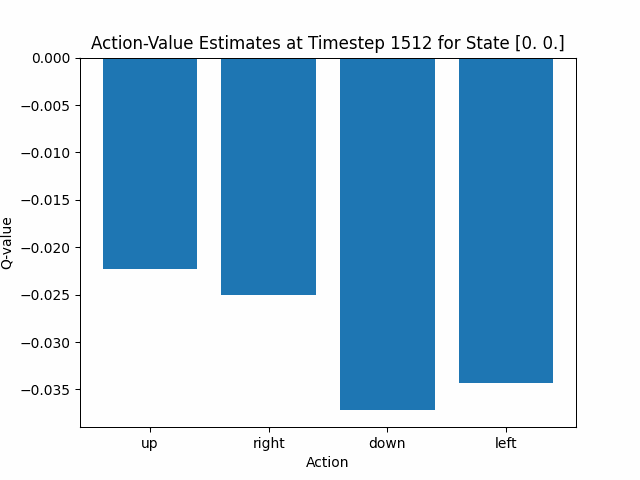 Action-Value Estimates at Timestep 1512 for State [0. 0.]
0.000
−0.005
−0.010
−0.015
−0.020
−0.025
−0.030
−0.035
Q-value
up right down left
Action